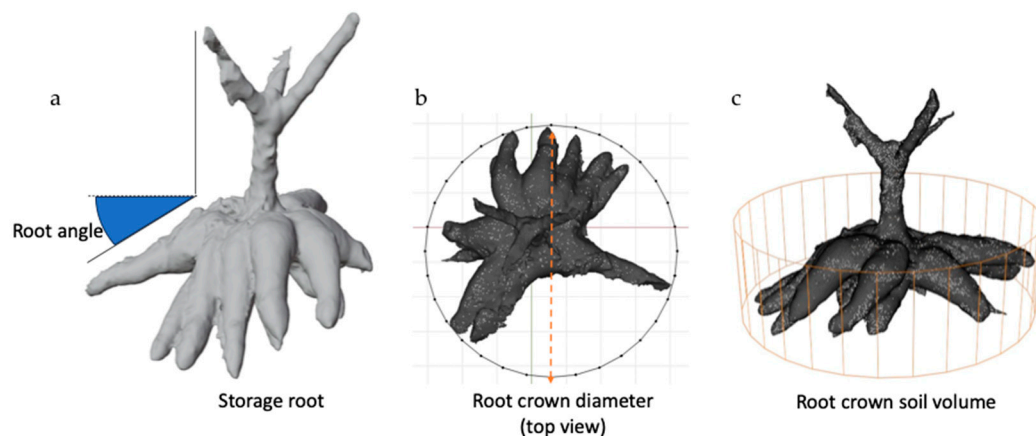 a
Root angle
Storage root
b
Root crown diameter
(top view)
c
Root crown soil volume